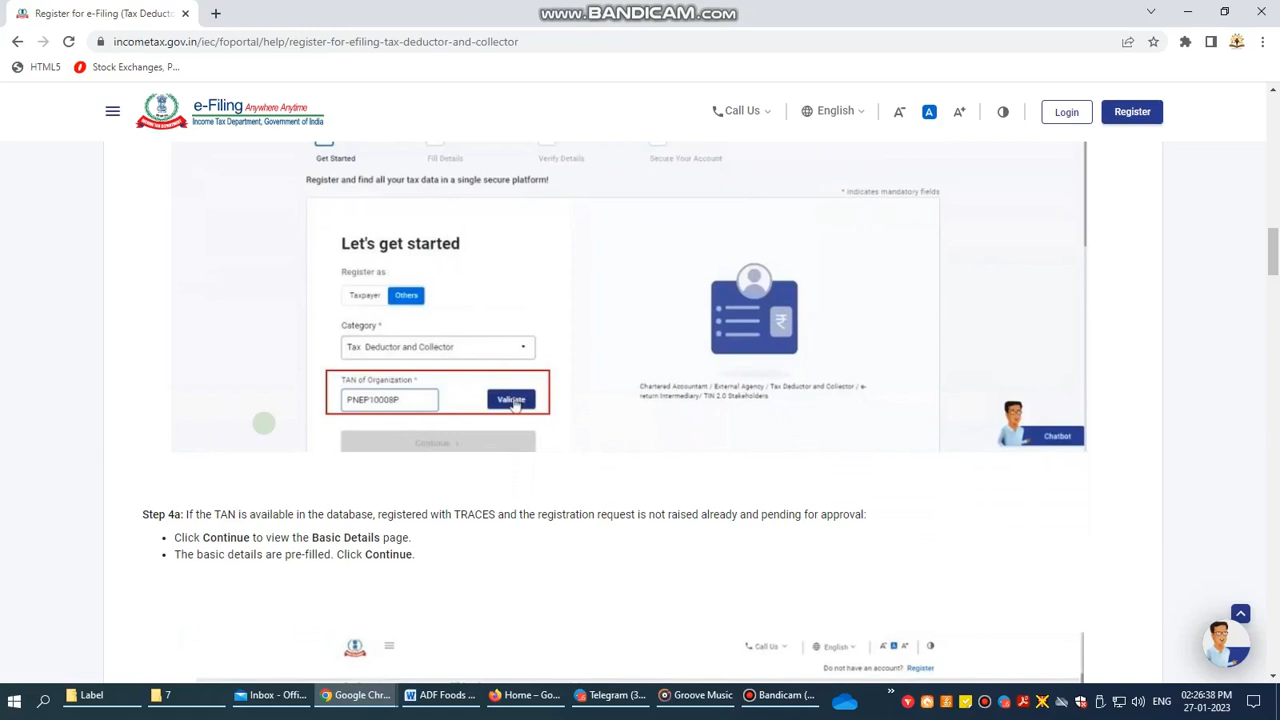 Register for e-Filing (Tax Deduct
www.BANDICAM.com
incometax.gov.in/iec/foportal/help/register-for-efiling-tax-deductor-and-collector
HTML5
Stock Exchanges, P...
e-Filing Anywhere Anytime
Income Tax Department, Government of India
Call Us
English
A-
A
A+
Login
Register
Get Started
Fill Details
Verify Details
Secure Your Account
Register and find all your tax data in a single secure platform!
* Indicates mandatory fields
Let's get started
Register as
Taxpayer
Others
Category *
Tax Deductor and Collector
TAN of Organization *
PNEP10008P
Validate
Continue >
Chartered Accountant / External Agency / Tax Deductor and Collector / e-
return Intermediary/ TIN 2.0 Stakeholders
Chatbot
Step 4a: If the TAN is available in the database, registered with TRACES and the registration request is not raised already and pending for approval:
• Click Continue to view the Basic Details page.
• The basic details are pre-filled. Click Continue.
Call Us
English
A-
A
A+
Do not have an account? Register
Label
7
Inbox - Offi...
Google Chr...
ADF Foods ...
Home – Go...
Telegram (3...
Groove Music
Bandicam (...
»
ENG
02:26:38 PM
27-01-2023